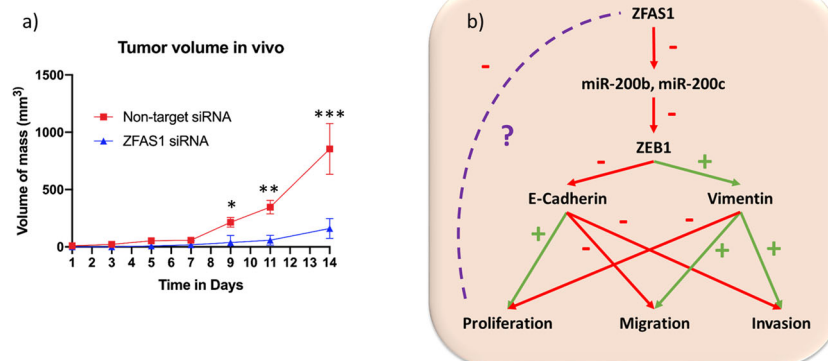 a)
Tumor volume in vivo
Volume of mass (mm³)
1500
1000
500
0
Non-target siRNA
ZFAS1 siRNA
*
**
***
1 2 3 4 5 6 7 8 9 10 11 12 13 14
Time in Days
b)
ZFAS1
-
-
miR-200b, miR-200c
-
?
ZEB1
- +
E-Cadherin Vimentin
+ - - - + +
Proliferation Migration Invasion